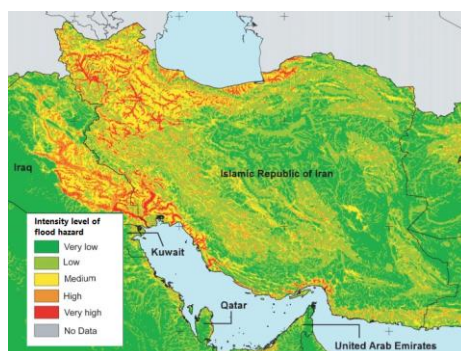 Iraq
Islamic Republic of Iran
A
Intensity level of
flood hazard
Very low
Low
Medium
High
Very high
No Data
Kuwait
Qatar
United Arab Emirates